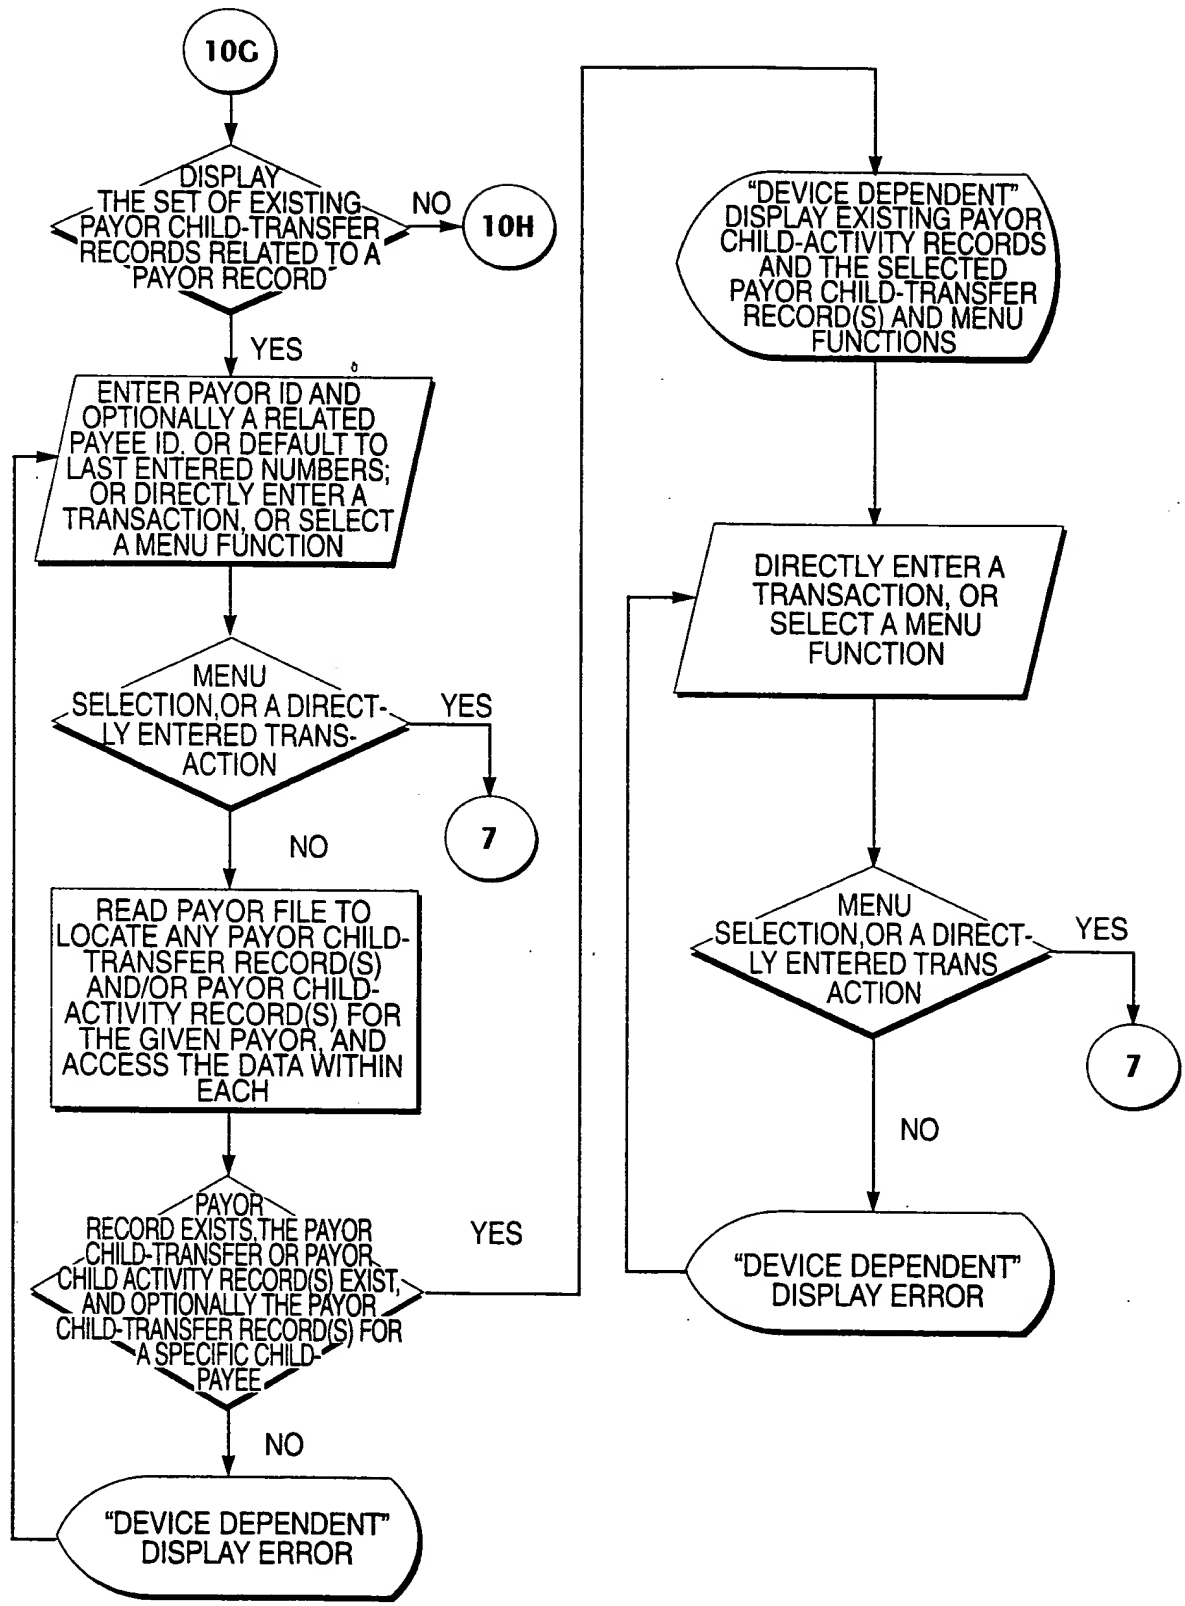 10G
DISPLAY
THE SET OF EXISTING
PAYOR CHILD-TRANSFER
RECORDS RELATED TO A
PAYOR RECORD
NO
10H
YES
ENTER PAYOR ID AND
OPTIONALLY A RELATED
PAYEE ID. OR DEFAULT TO
LAST ENTERED NUMBERS;
OR DIRECTLY ENTER A
TRANSACTION, OR SELECT
A MENU FUNCTION
MENU
SELECTION,OR A DIRECT-
LY ENTERED TRANS-
ACTION
YES
7
NO
READ PAYOR FILE TO
LOCATE ANY PAYOR CHILD-
TRANSFER RECORD(S)
AND/OR PAYOR CHILD-
ACTIVITY RECORD(S) FOR
THE GIVEN PAYOR, AND
ACCESS THE DATA WITHIN
EACH
PAYOR
RECORD EXISTS,THE PAYOR
CHILD-TRANSFER OR PAYOR
CHILD ACTIVITY RECORD(S) EXIST,
AND OPTIONALLY THE PAYOR
CHILD-TRANSFER RECORD(S) FOR
A SPECIFIC CHILD-
PAYEE
YES
NO
“DEVICE DEPENDENT”
DISPLAY ERROR
“DEVICE DEPENDENT”
DISPLAY EXISTING PAYOR
CHILD-ACTIVITY RECORDS
AND THE SELECTED
PAYOR CHILD-TRANSFER
RECORD(S) AND MENU
FUNCTIONS
DIRECTLY ENTER A
TRANSACTION, OR
SELECT A MENU
FUNCTION
MENU
SELECTION,OR A DIRECT-
LY ENTERED TRANS
ACTION
YES
7
NO
“DEVICE DEPENDENT”
DISPLAY ERROR